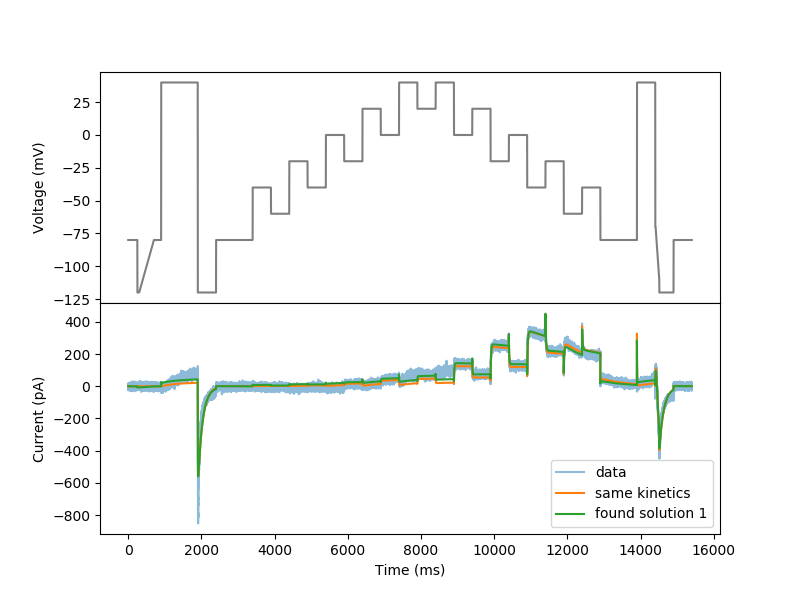 25
0
−25
−50
−75
−100
−125
Voltage (mV)
400
200
0
−200
−400
−600
−800
Current (pA)
data
same kinetics
found solution 1
0 2000 4000 6000 8000 10000 12000 14000 16000
Time (ms)